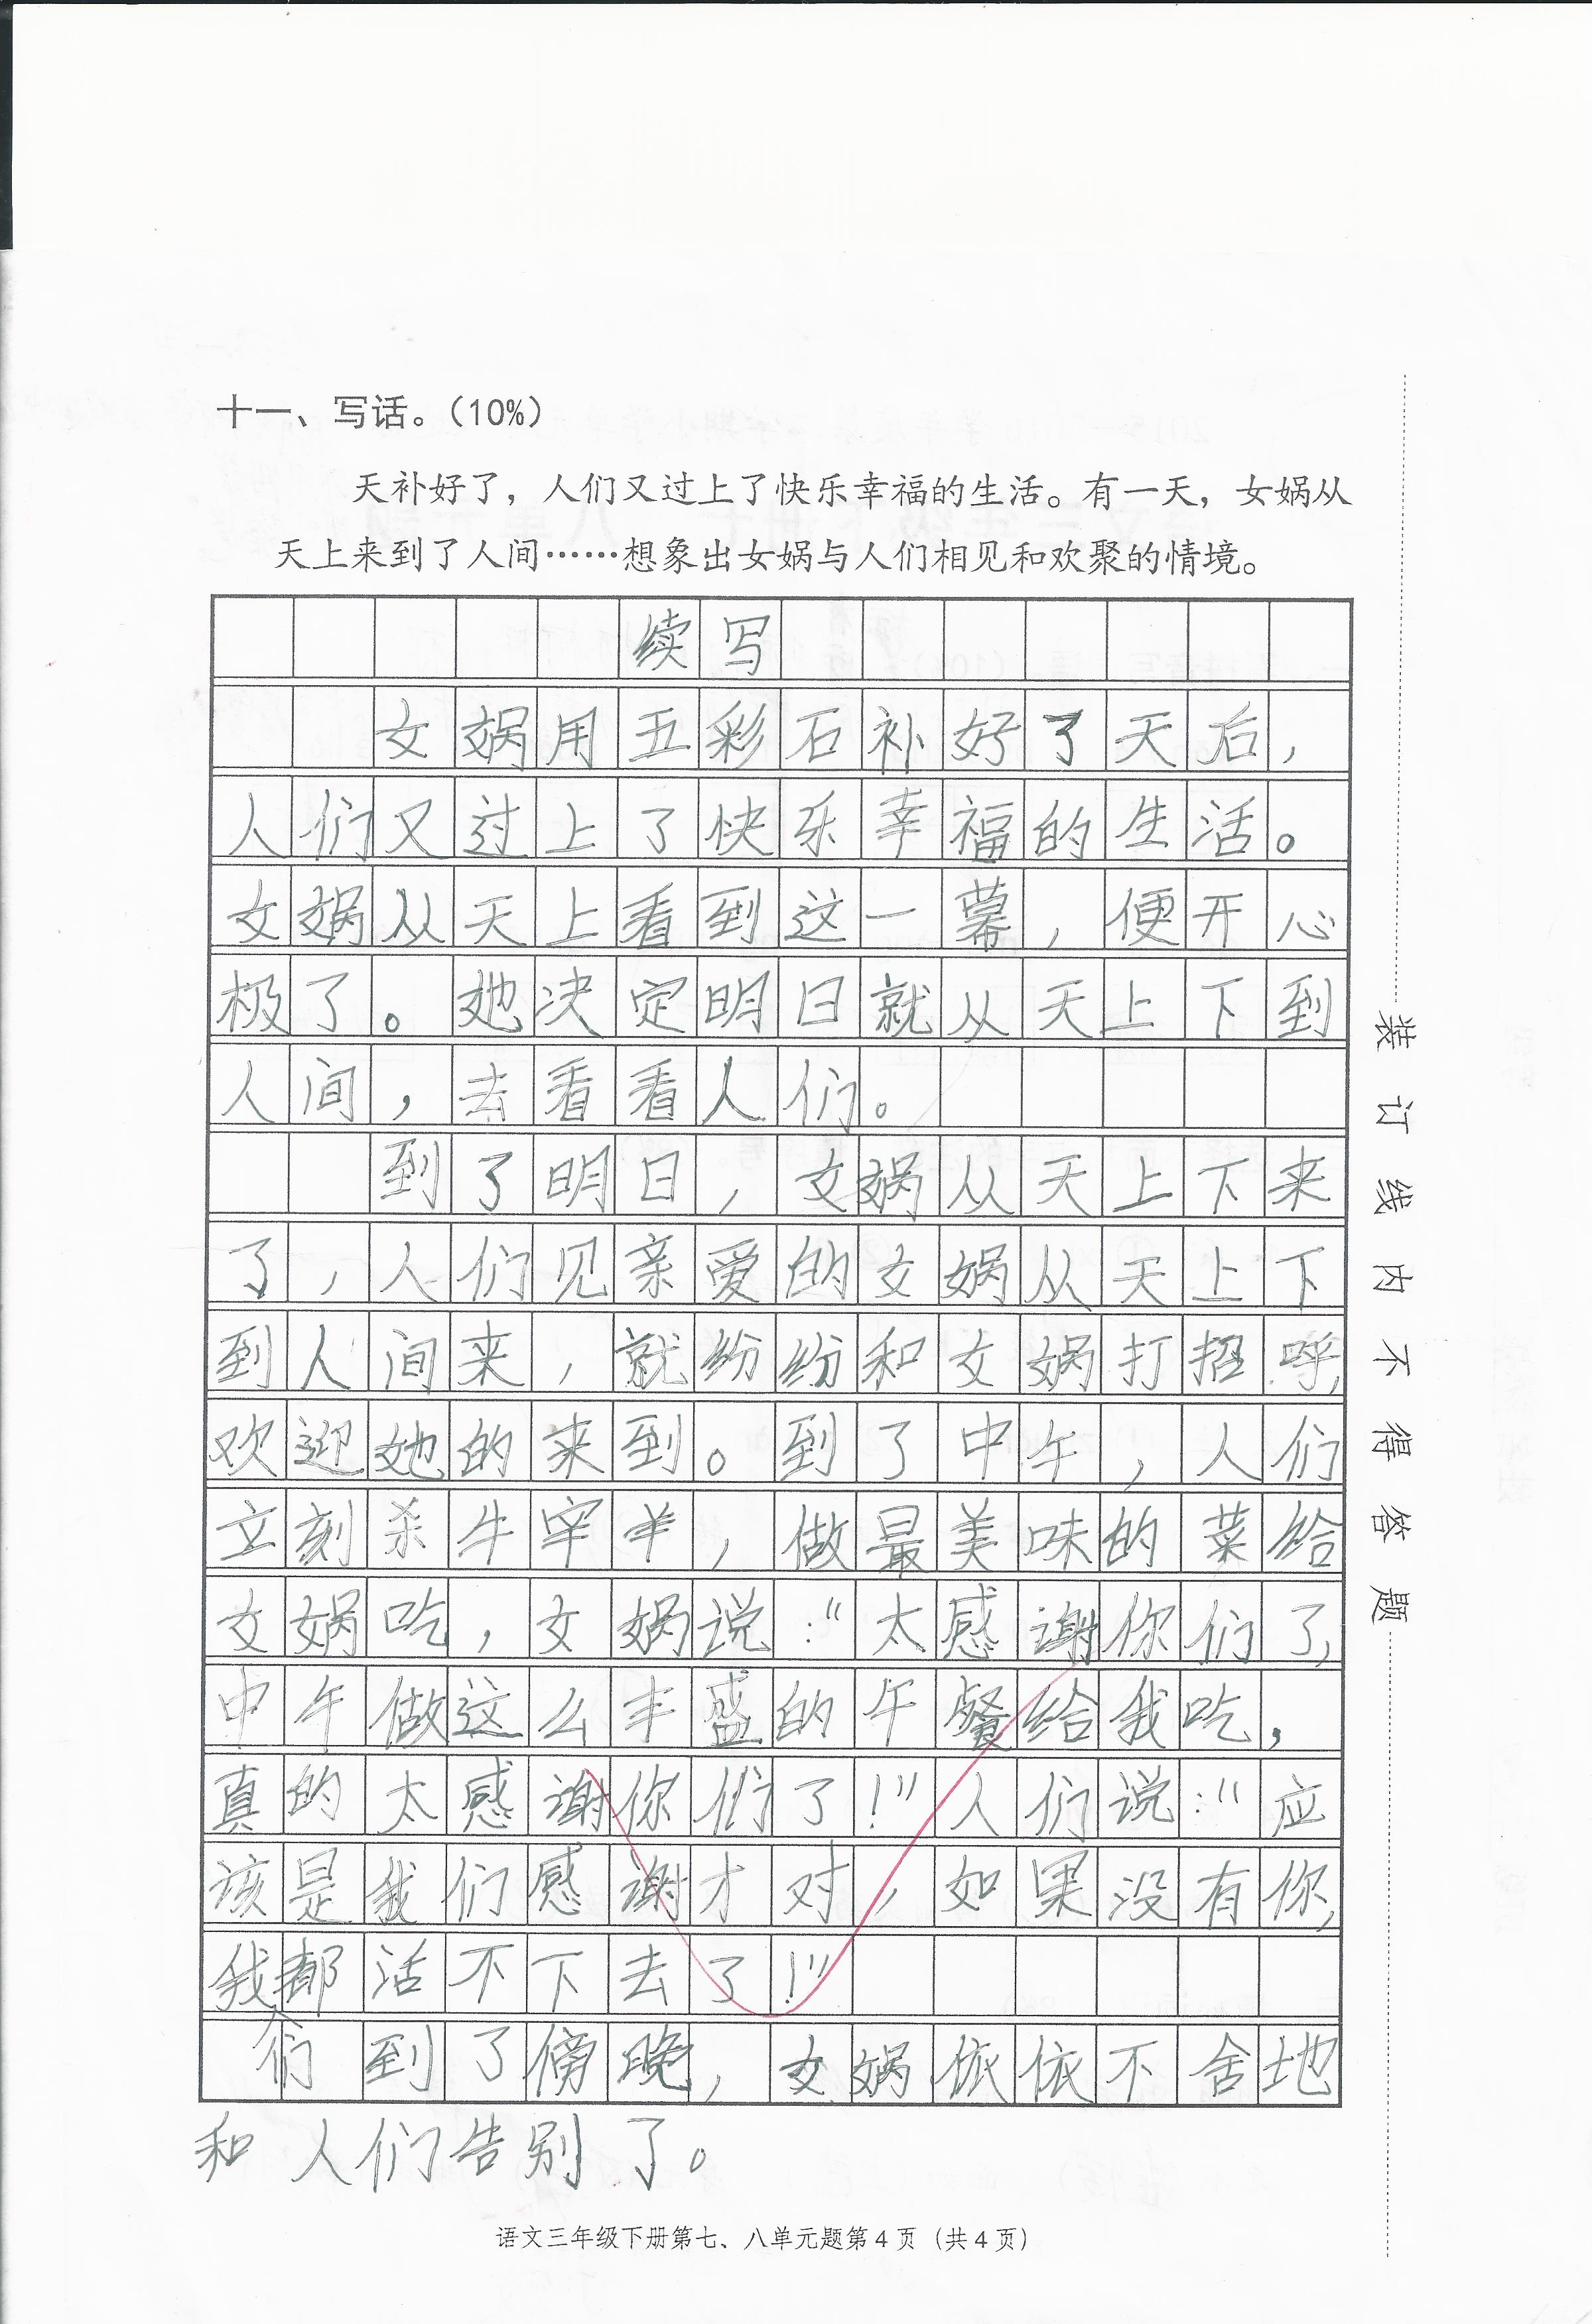 十一、写话。(10%)
天补好了，人们又过上了快乐幸福的生活。有一天，女娲从
天上来到了人间……想象出女娲与人们相见和欢聚的情境。
续写
女娲用五彩石补好了天后，
人们又过上了快乐幸福的生活。
女娲从天上看到这一幕，便开心
极了。她决定明日就从天上下到
人间，去看看人们。
到了明日，女娲从天上下来
了，人们见亲爱的女娲从天上下
到人间来，就纷纷和女娲打招呼，
欢迎她的来到。到了中午，人们
立刻杀牛宰羊，做最美味的菜给
女娲吃，女娲说：“太感谢你们了，
中午做这么丰盛的午餐给我吃，
真的太感谢你们了！”人们说：“应
该是我们感谢才对，如果没有你，
我们都活不下去了！”
到了傍晚，女娲依依不舍地
和人们告别了。
装订线内不得答题
语文三年级下册第七、八单元题第4页（共4页）